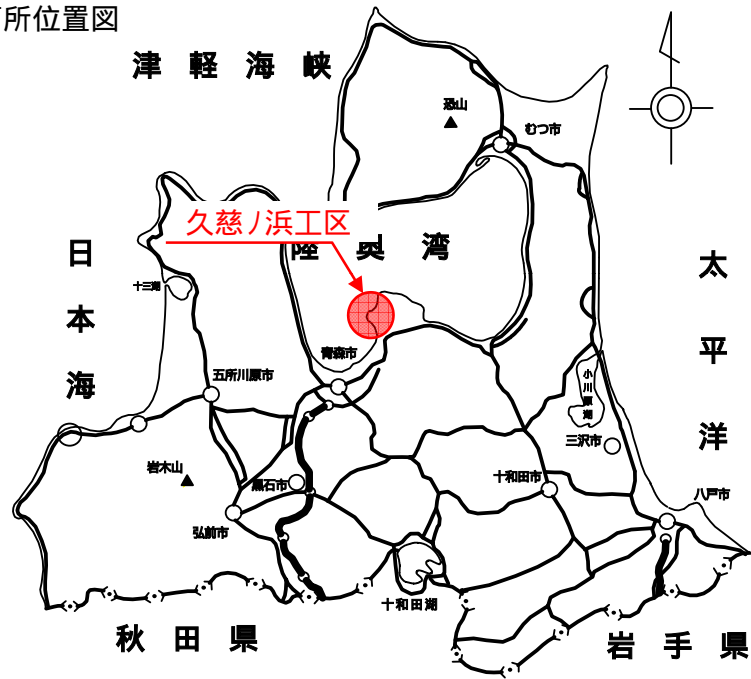 所位置図
津軽海峡
恐山
むつ市
久慈ノ浜工区
陸奥湾
日本海
太平洋
十三湖
青森市
五所川原市
小川原湖
三沢市
岩木山
黒石市
十和田市
八戸市
弘前市
十和田湖
秋田県
岩手県